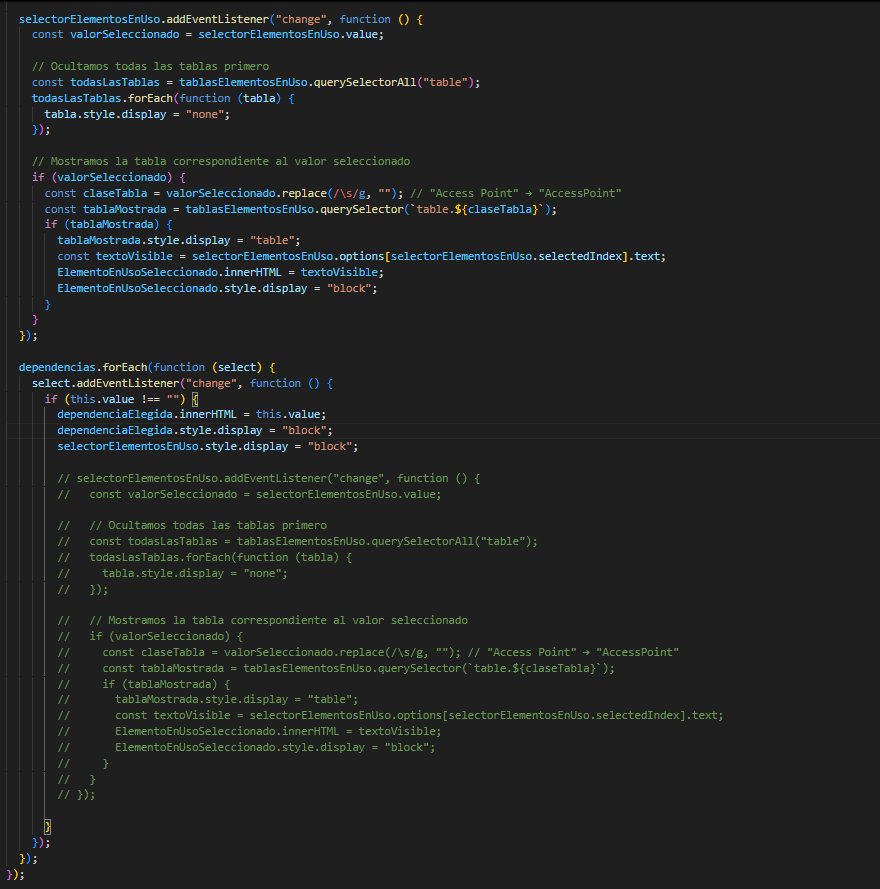 selectorElementosEnUso.addEventListener("change", function () {
const valorSeleccionado = selectorElementosEnUso.value;
// Ocultamos todas las tablas primero
const todasLasTablas = tablasElementosEnUso.querySelectorAll("table");
todasLasTablas.forEach(function (tabla) {
tabla.style.display = "none";
});
// Mostramos la tabla correspondiente al valor seleccionado
if (valorSeleccionado) {
const claseTabla = valorSeleccionado.replace(/\s/g, ""); // "Access Point" → "AccessPoint"
const tablaMostrada = tablasElementosEnUso.querySelector(`table.${claseTabla}`);
if (tablaMostrada) {
tablaMostrada.style.display = "table";
const textoVisible = selectorElementosEnUso.options[selectorElementosEnUso.selectedIndex].text;
ElementoEnUsoSeleccionado.innerHTML = textoVisible;
ElementoEnUsoSeleccionado.style.display = "block";
}
}
});
dependencias.forEach(function (select) {
select.addEventListener("change", function () {
if (this.value !== "") {
dependenciaElegida.innerHTML = this.value;
dependenciaElegida.style.display = "block";
selectorElementosEnUso.style.display = "block";
// selectorElementosEnUso.addEventListener("change", function () {
//   const valorSeleccionado = selectorElementosEnUso.value;
//   // Ocultamos todas las tablas primero
//   const todasLasTablas = tablasElementosEnUso.querySelectorAll("table");
//   todasLasTablas.forEach(function (tabla) {
//     tabla.style.display = "none";
//   });
//   // Mostramos la tabla correspondiente al valor seleccionado
//   if (valorSeleccionado) {
//     const claseTabla = valorSeleccionado.replace(/\s/g, ""); // "Access Point" → "AccessPoint"
//     const tablaMostrada = tablasElementosEnUso.querySelector(`table.${claseTabla}`);
//     if (tablaMostrada) {
//       tablaMostrada.style.display = "table";
//       const textoVisible = selectorElementosEnUso.options[selectorElementosEnUso.selectedIndex].text;
//       ElementoEnUsoSeleccionado.innerHTML = textoVisible;
//       ElementoEnUsoSeleccionado.style.display = "block";
//     }
//   }
// });
}
});
});
});